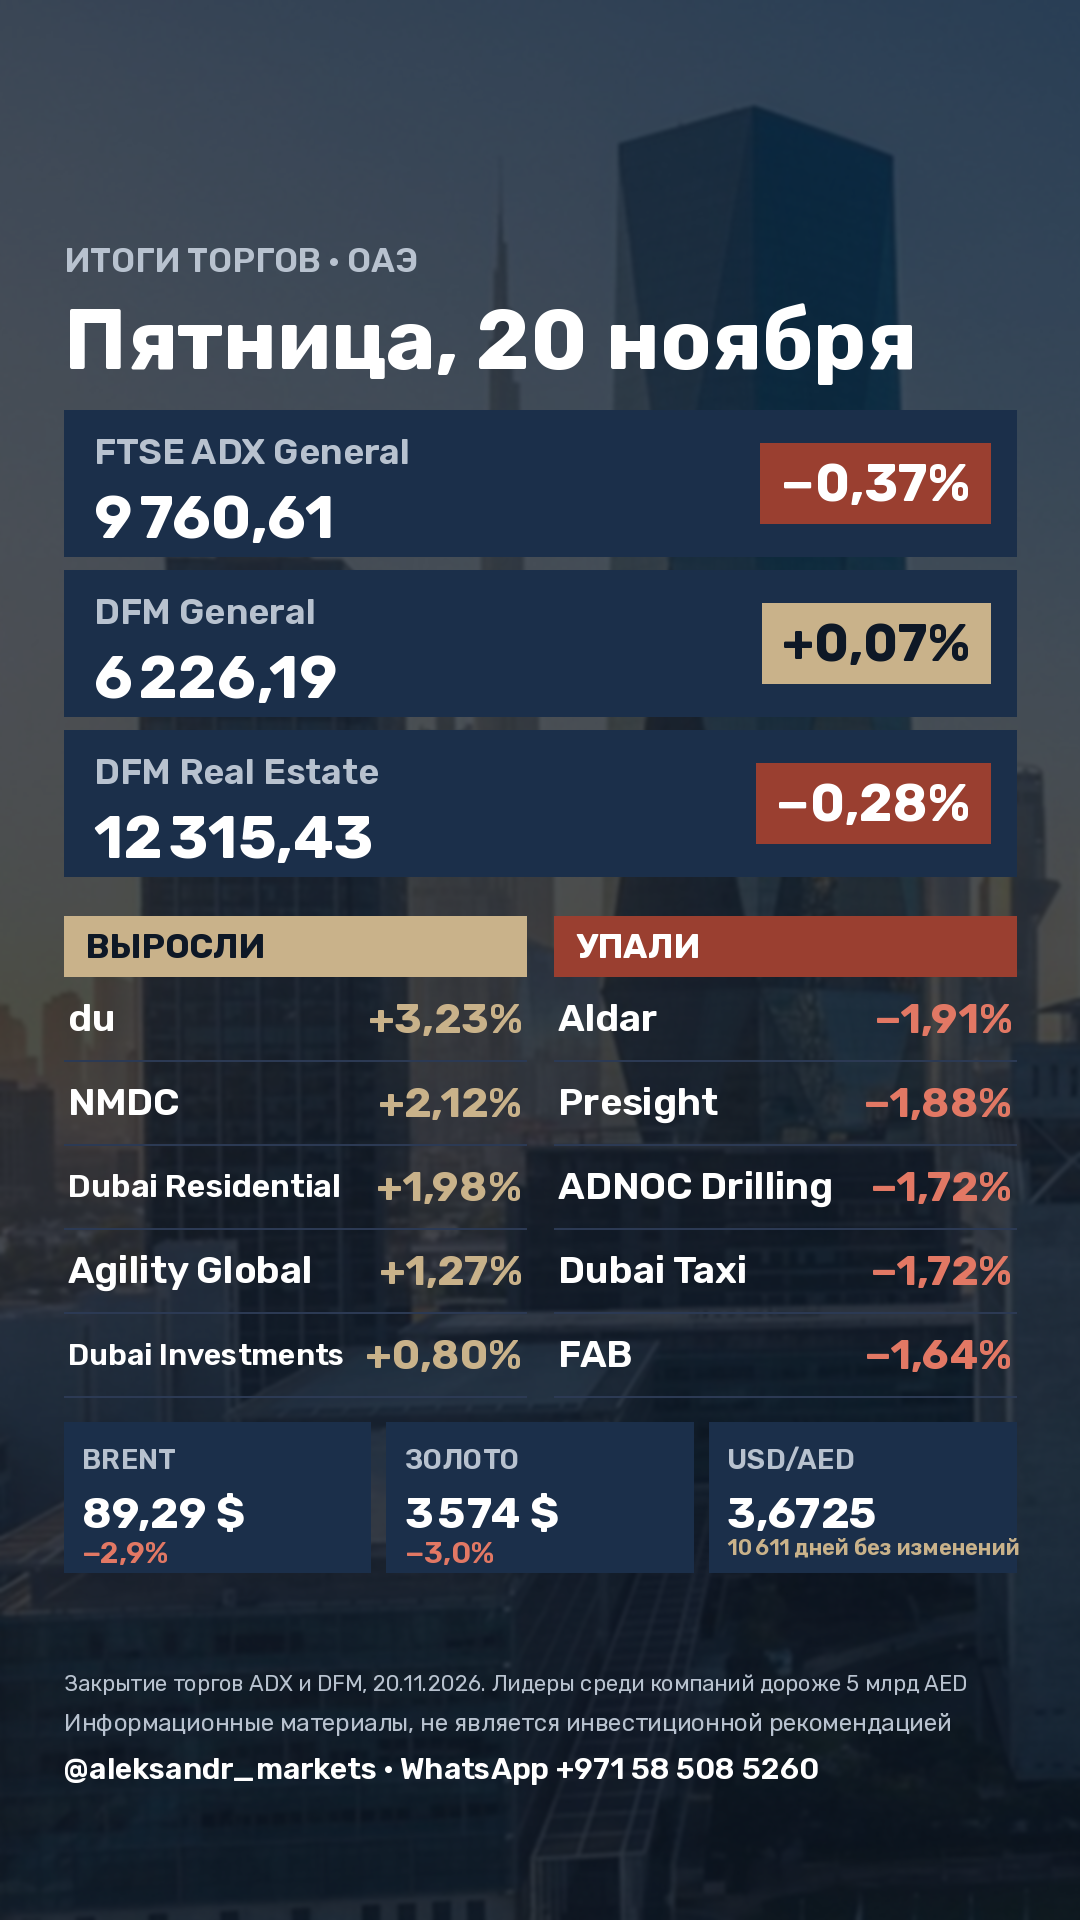 ИТОГИ ТОРГОВ • ОАЭ
Пятница, 20 ноября
FTSE ADX General
9 760,61
−0,37%
DFM General
6 226,19
+0,07%
DFM Real Estate
12 315,43
−0,28%
ВЫРОСЛИ
du +3,23%
NMDC +2,12%
Dubai Residential +1,98%
Agility Global +1,27%
Dubai Investments +0,80%
УПАЛИ
Aldar −1,91%
Presight −1,88%
ADNOC Drilling −1,72%
Dubai Taxi −1,72%
FAB −1,64%
BRENT
89,29 $
−2,9%
ЗОЛОТО
3 574 $
−3,0%
USD/AED
3,6725
10 611 дней без изменений
Закрытие торгов ADX и DFM, 20.11.2026. Лидеры среди компаний дороже 5 млрд AED
Информационные материалы, не является инвестиционной рекомендацией
@aleksandr_markets • WhatsApp +971 58 508 5260